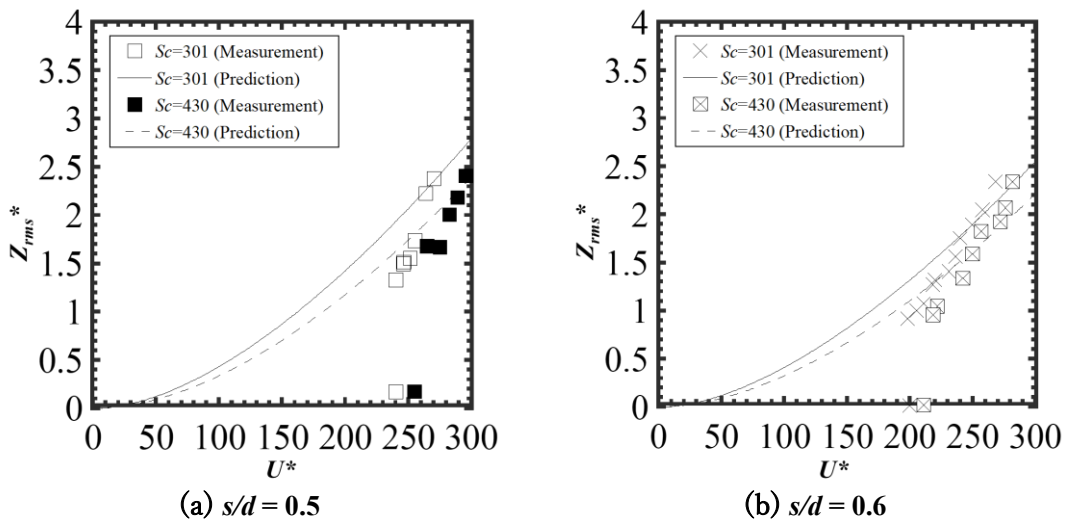 4
3.5
3
2.5
2
1.5
1
0.5
0
Z_rms*
Sc=301 (Measurement)
Sc=301 (Prediction)
Sc=430 (Measurement)
Sc=430 (Prediction)
0 50 100 150 200 250 300
U*
(a) s/d = 0.5
4
3.5
3
2.5
2
1.5
1
0.5
0
Z_rms*
Sc=301 (Measurement)
Sc=301 (Prediction)
Sc=430 (Measurement)
Sc=430 (Prediction)
0 50 100 150 200 250 300
U*
(b) s/d = 0.6